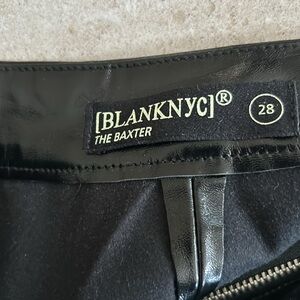 [BLANKNYC]®
THE BAXTER
28